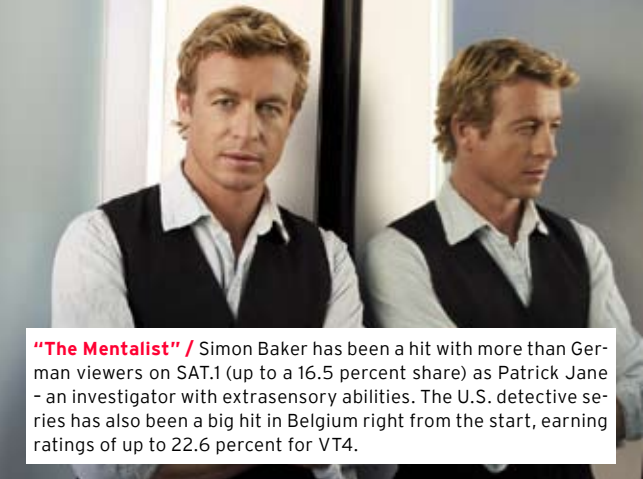 “The Mentalist” / Simon Baker has been a hit with more than Ger-
man viewers on SAT.1 (up to a 16.5 percent share) as Patrick Jane
– an investigator with extrasensory abilities. The U.S. detective se-
ries has also been a big hit in Belgium right from the start, earning
ratings of up to 22.6 percent for VT4.